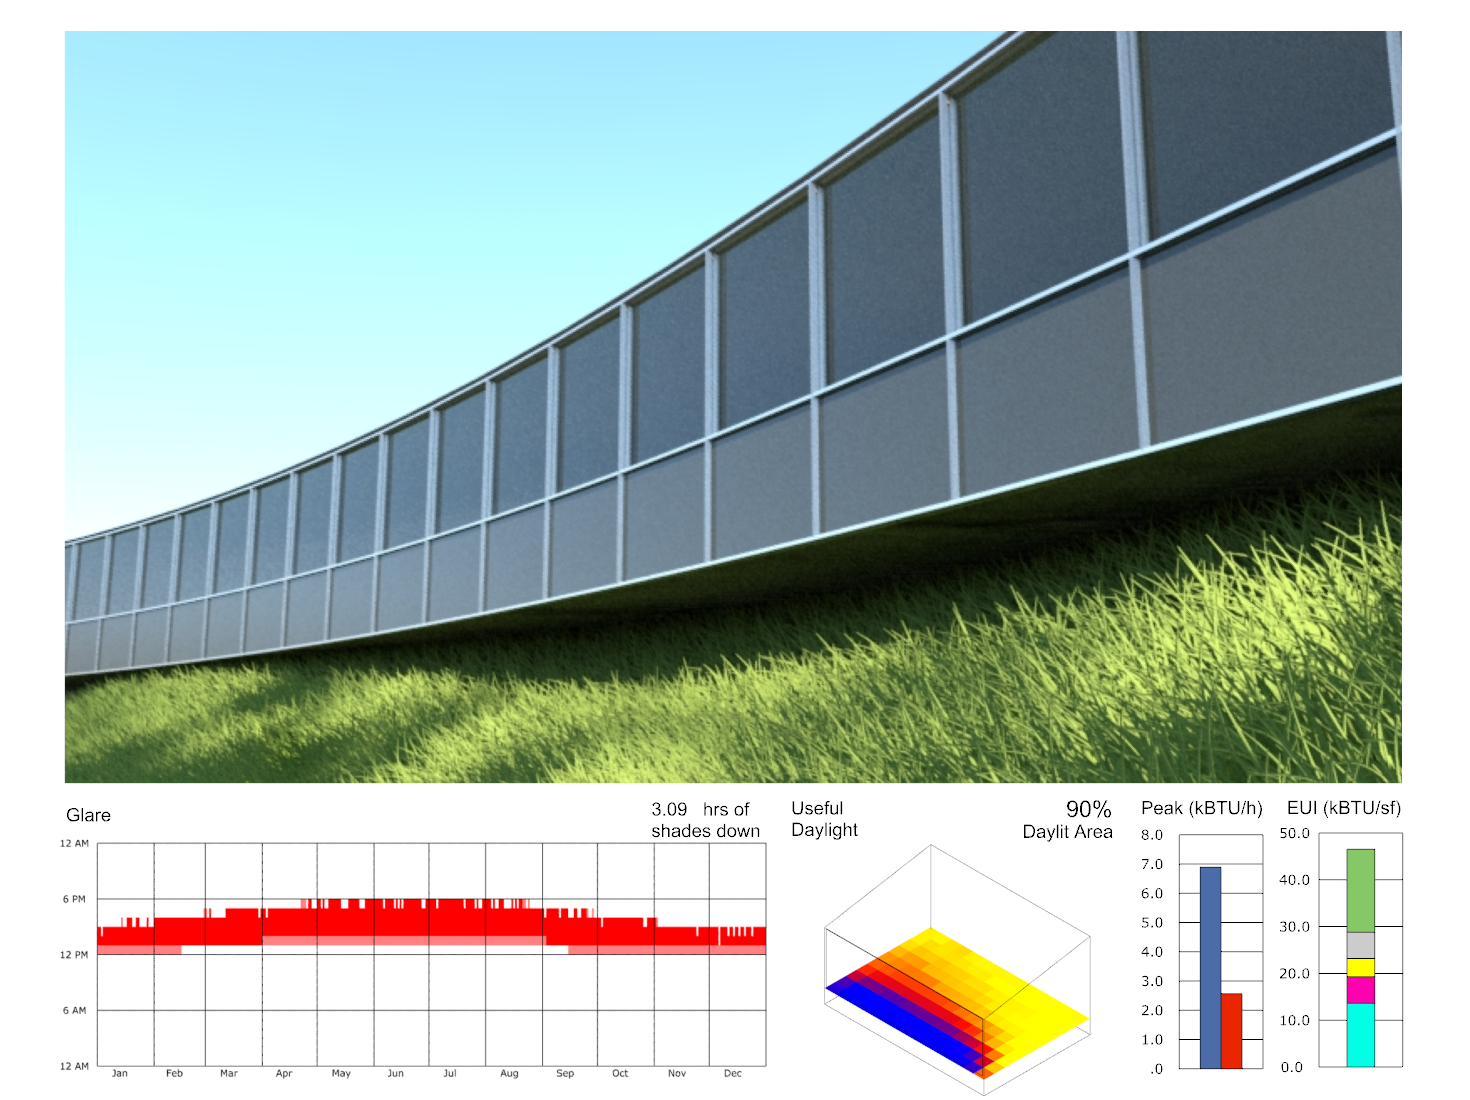 Glare
3.09 hrs of
shades down
12 AM
6 PM
12 PM
6 AM
12 AM
Jan Feb Mar Apr May Jun Jul Aug Sep Oct Nov Dec
Useful
Daylight
90%
Daylit Area
Peak (kBTU/h)
8.0
7.0
6.0
5.0
4.0
3.0
2.0
1.0
.0
EUI (kBTU/sf)
50.0
40.0
30.0
20.0
10.0
0.0